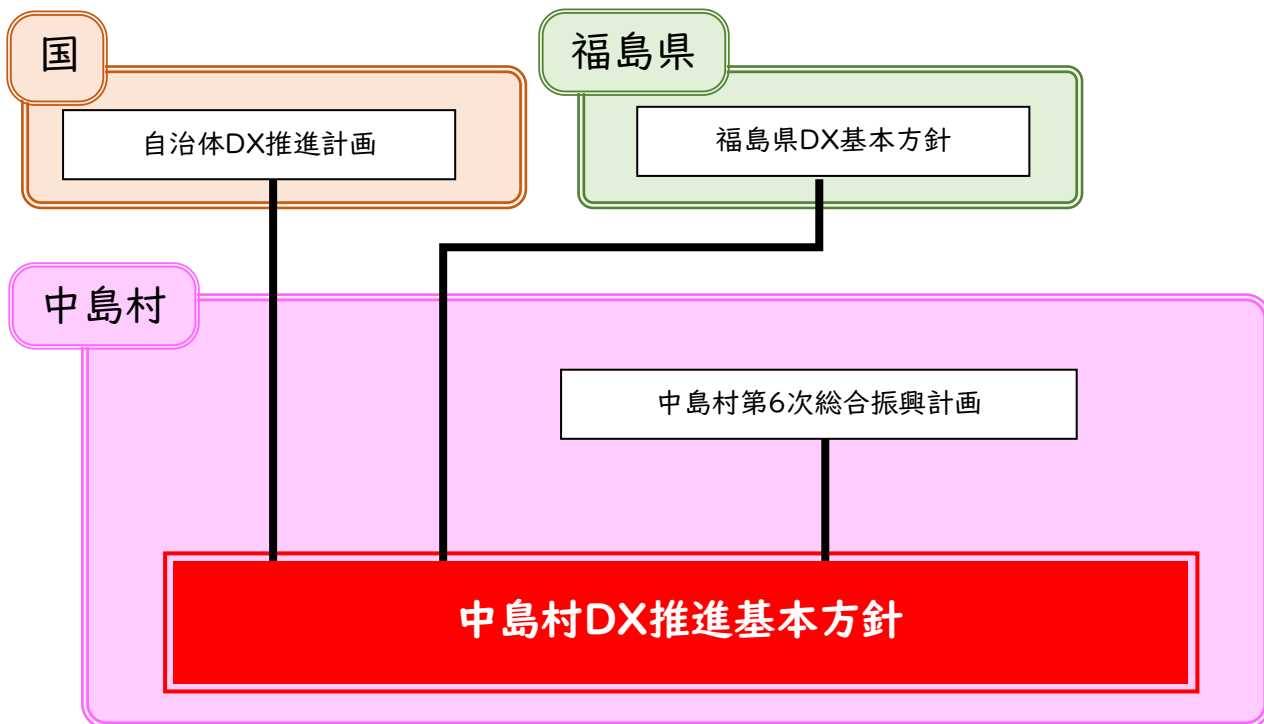 国
福島県
自治体DX推進計画
福島県DX基本方針
中島村
中島村第6次総合振興計画
中島村DX推進基本方針